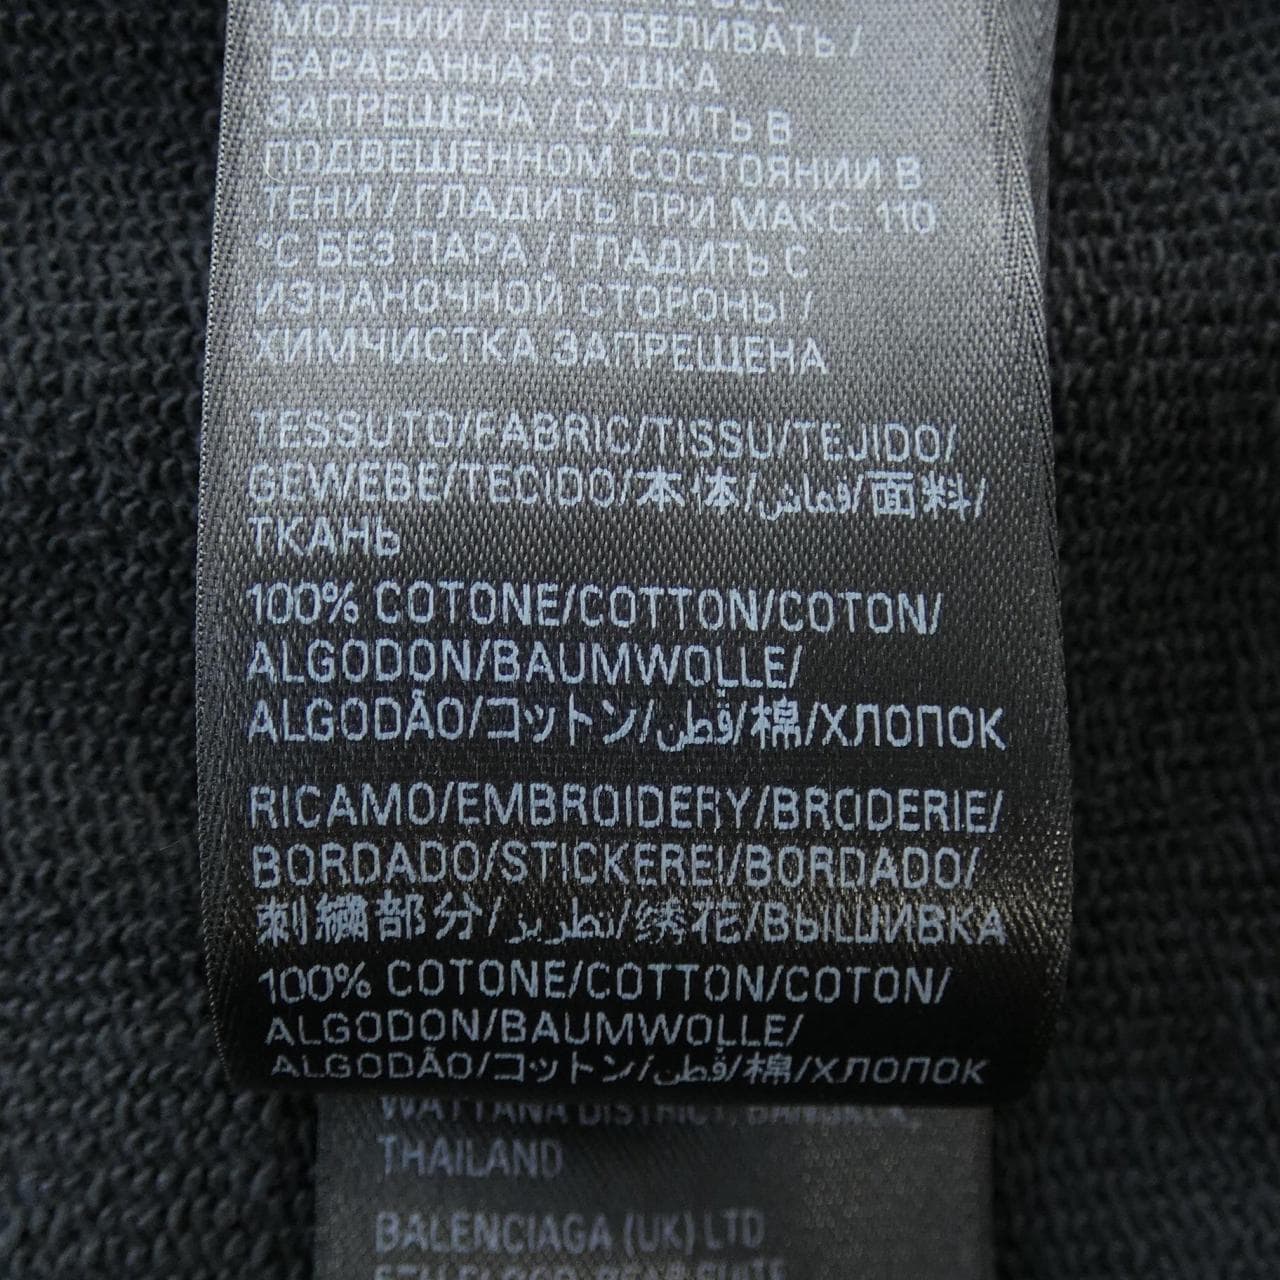 МОЛНИИ / НЕ ОТБЕЛИВАТЬ /
БАРАБАННАЯ СУШКА
ЗАПРЕЩЕНА / СУШИТЬ В
ПОДВЕШЕННОМ СОСТОЯНИИ В
ТЕНИ / ГЛАДИТЬ ПРИ МАКС. 110
°С БЕЗ ПАРА / ГЛАДИТЬ С
ИЗНАНОЧНОЙ СТОРОНЫ /
ХИМЧИСТКА ЗАПРЕЩЕНА
TESSUTO/FABRIC/TISSU/TEJIDO/
GEWEBE/TECIDO/本体/قماش/面料/
ТКАНЬ
100% COTONE/COTTON/COTON/
ALGODON/BAUMWOLLE/
ALGODÃO/コットン/قطن/棉/ХЛОПОК
RICAMO/EMBROIDERY/BRODERIE/
BORDADO/STICKEREI/BORDADO/
刺繍部分/تطريز/绣花/ВЫШИВКА
100% COTONE/COTTON/COTON/
ALGODON/BAUMWOLLE/
ALGODÃO/コットン/قطن/棉/ХЛОПОК
WATTANA DISTRICT, BANGKOK,
THAILAND
BALENCIAGA (UK) LTD